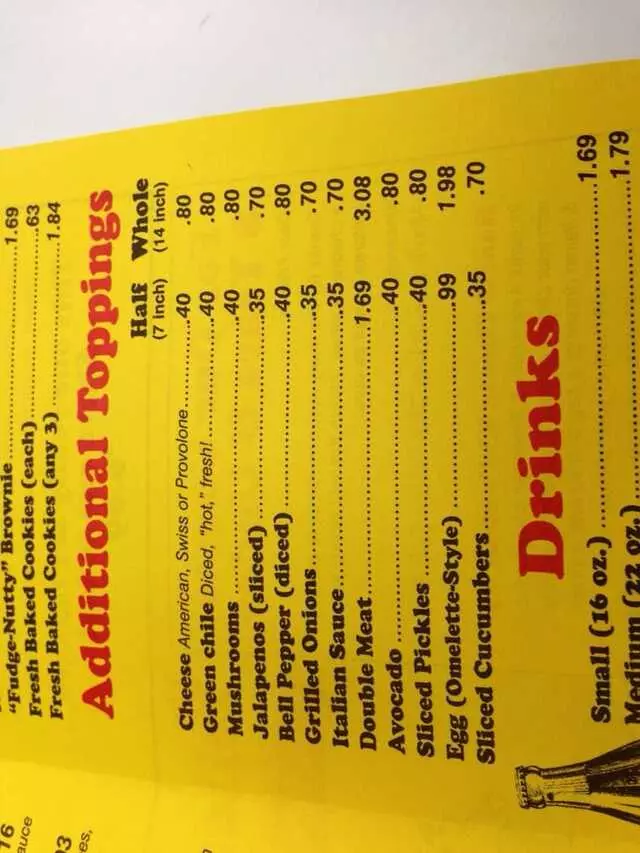 "Fudge-Nutty" Brownie ........ 1.69
Fresh Baked Cookies (each) ........ .63
Fresh Baked Cookies (any 3) ........ 1.84
Additional Toppings
Half Whole
(7 inch) (14 inch)
Cheese American, Swiss or Provolone ........ .40 .80
Green chile Diced, "hot," fresh! ........ .40 .80
Mushrooms ........ .40 .80
Jalapenos (sliced) ........ .35 .70
Bell Pepper (diced) ........ .40 .80
Grilled Onions ........ .35 .70
Italian Sauce ........ .35 .70
Double Meat ........ 1.69 3.08
Avocado ........ .40 .80
Sliced Pickles ........ .40 .80
Egg (Omelette-Style) ........ .99 1.98
Sliced Cucumbers ........ .35 .70
Drinks
Small (16 oz.) ........ 1.69
Medium (22 oz.) ........ 1.79